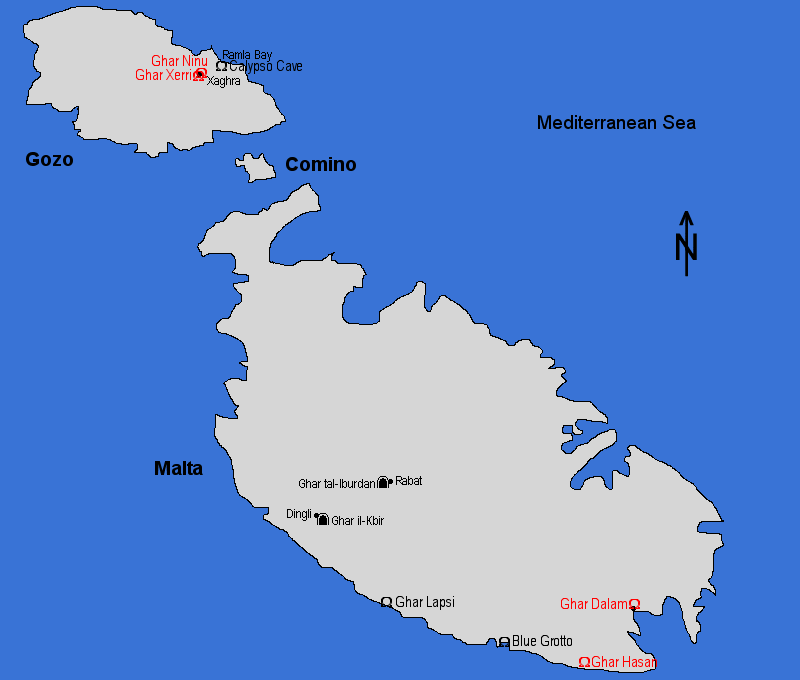 Ramla Bay
Ghar Ninu
Calypso Cave
Ghar Xerri
Xaghra
Mediterranean Sea
Gozo
Comino
N
Malta
Ghar tal-Iburdan
Rabat
Dingli
Ghar il-Kbir
Ghar Lapsi
Ghar Dalam
Blue Grotto
Ghar Hasan